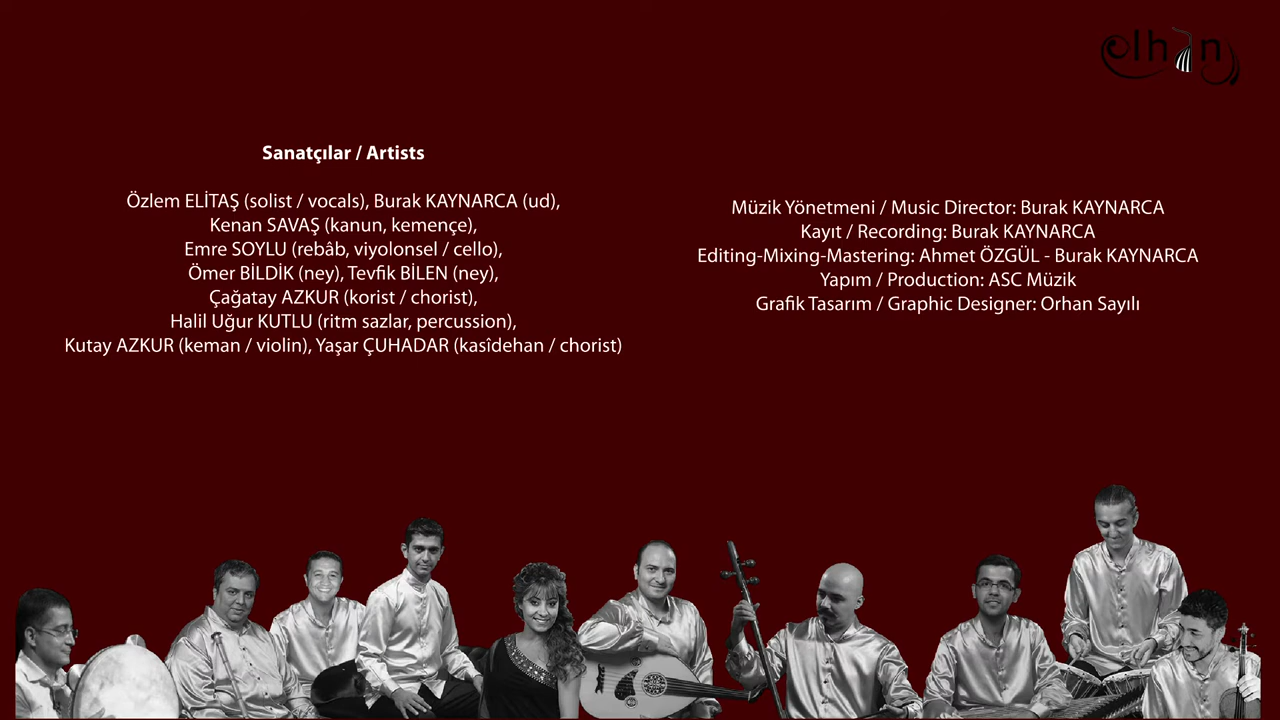 elhân
Sanatçılar / Artists
Özlem ELİTAŞ (solist / vocals), Burak KAYNARCA (ud),
Kenan SAVAŞ (kanun, kemençe),
Emre SOYLU (rebâb, viyolonsel / cello),
Ömer BİLDİK (ney), Tevfik BİLEN (ney),
Çağatay AZKUR (korist / chorist),
Halil Uğur KUTLU (ritm sazlar, percussion),
Kutay AZKUR (keman / violin), Yaşar ÇUHADAR (kasîdehan / chorist)
Müzik Yönetmeni / Music Director: Burak KAYNARCA
Kayıt / Recording: Burak KAYNARCA
Editing-Mixing-Mastering: Ahmet ÖZGÜL - Burak KAYNARCA
Yapım / Production: ASC Müzik
Grafik Tasarım / Graphic Designer: Orhan Sayılı